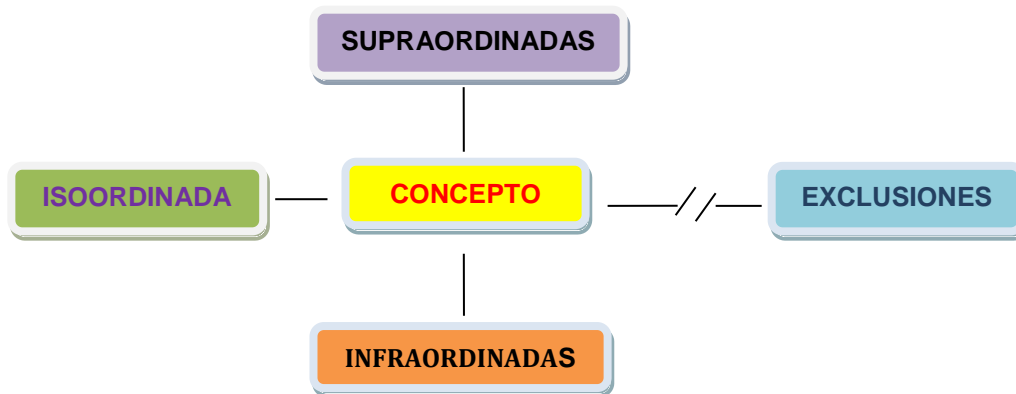 SUPRAORDINADAS
ISOORDINADA
CONCEPTO
EXCLUSIONES
INFRAORDINADAS